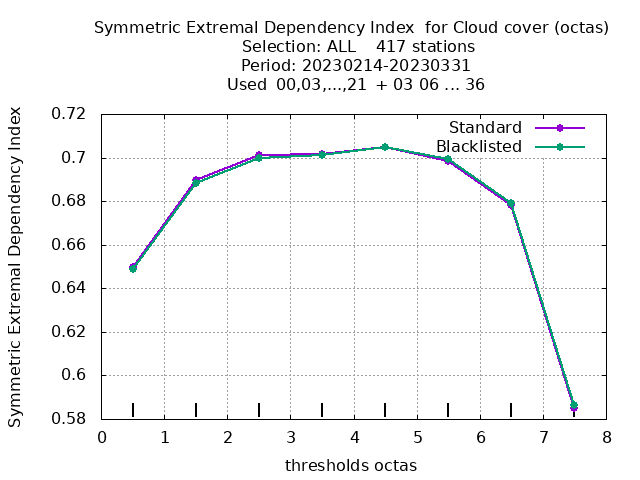 Symmetric Extremal Dependency Index  for Cloud cover (octas)
Selection: ALL    417 stations
Period: 20230214-20230331
Used  00,03,...,21  + 03 06 ... 36
Standard
Blacklisted
Symmetric Extremal Dependency Index
0.72
0.7
0.68
0.66
0.64
0.62
0.6
0.58
0 1 2 3 4 5 6 7 8
thresholds octas